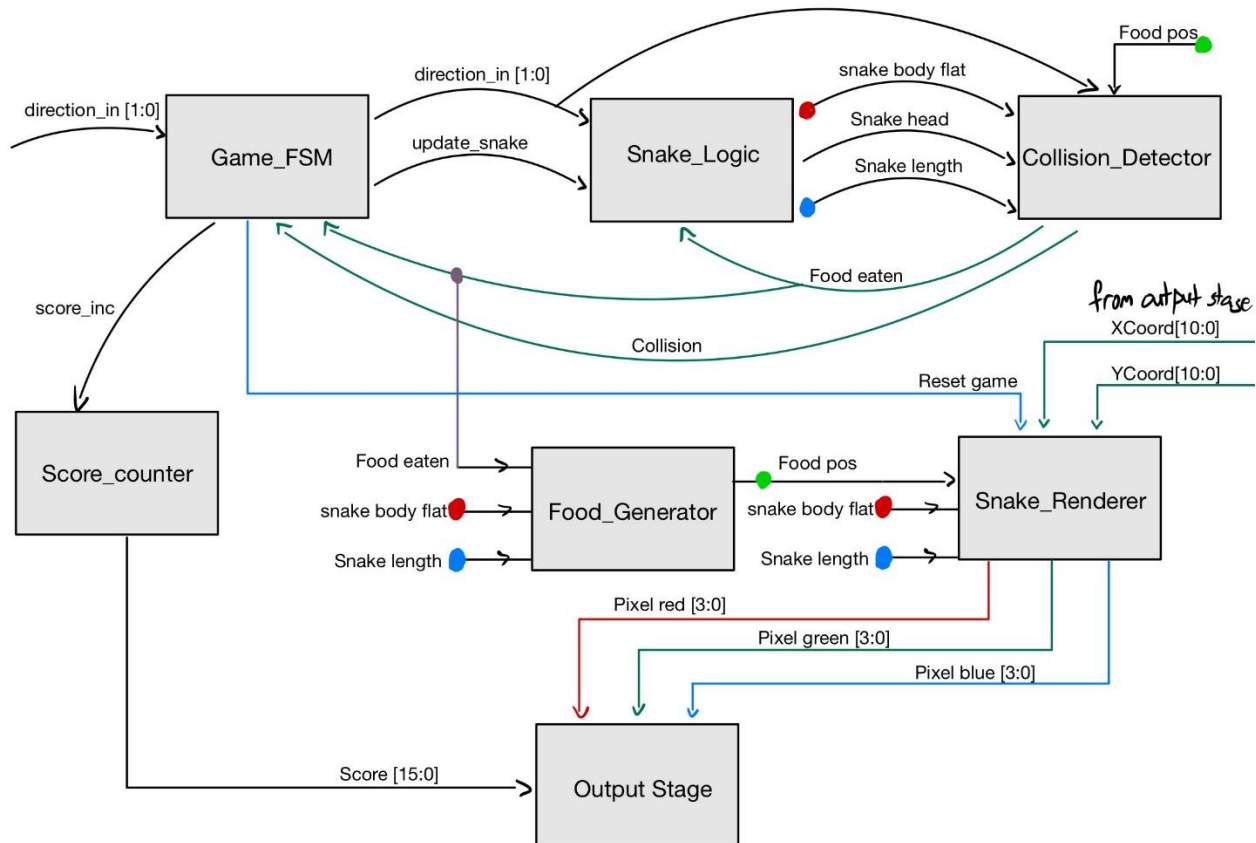 Food pos
direction_in [1:0]
snake body flat
direction_in [1:0]
Game_FSM
update_snake
Snake_Logic
Snake head
Collision_Detector
Snake length
Food eaten
score_inc
from output stage
XCoord[10:0]
Collision
Reset game
YCoord[10:0]
Score_counter
Food eaten
Food pos
snake body flat
Food_Generator
snake body flat
Snake_Renderer
Snake length
Snake length
Pixel red [3:0]
Pixel green [3:0]
Pixel blue [3:0]
Score [15:0]
Output Stage